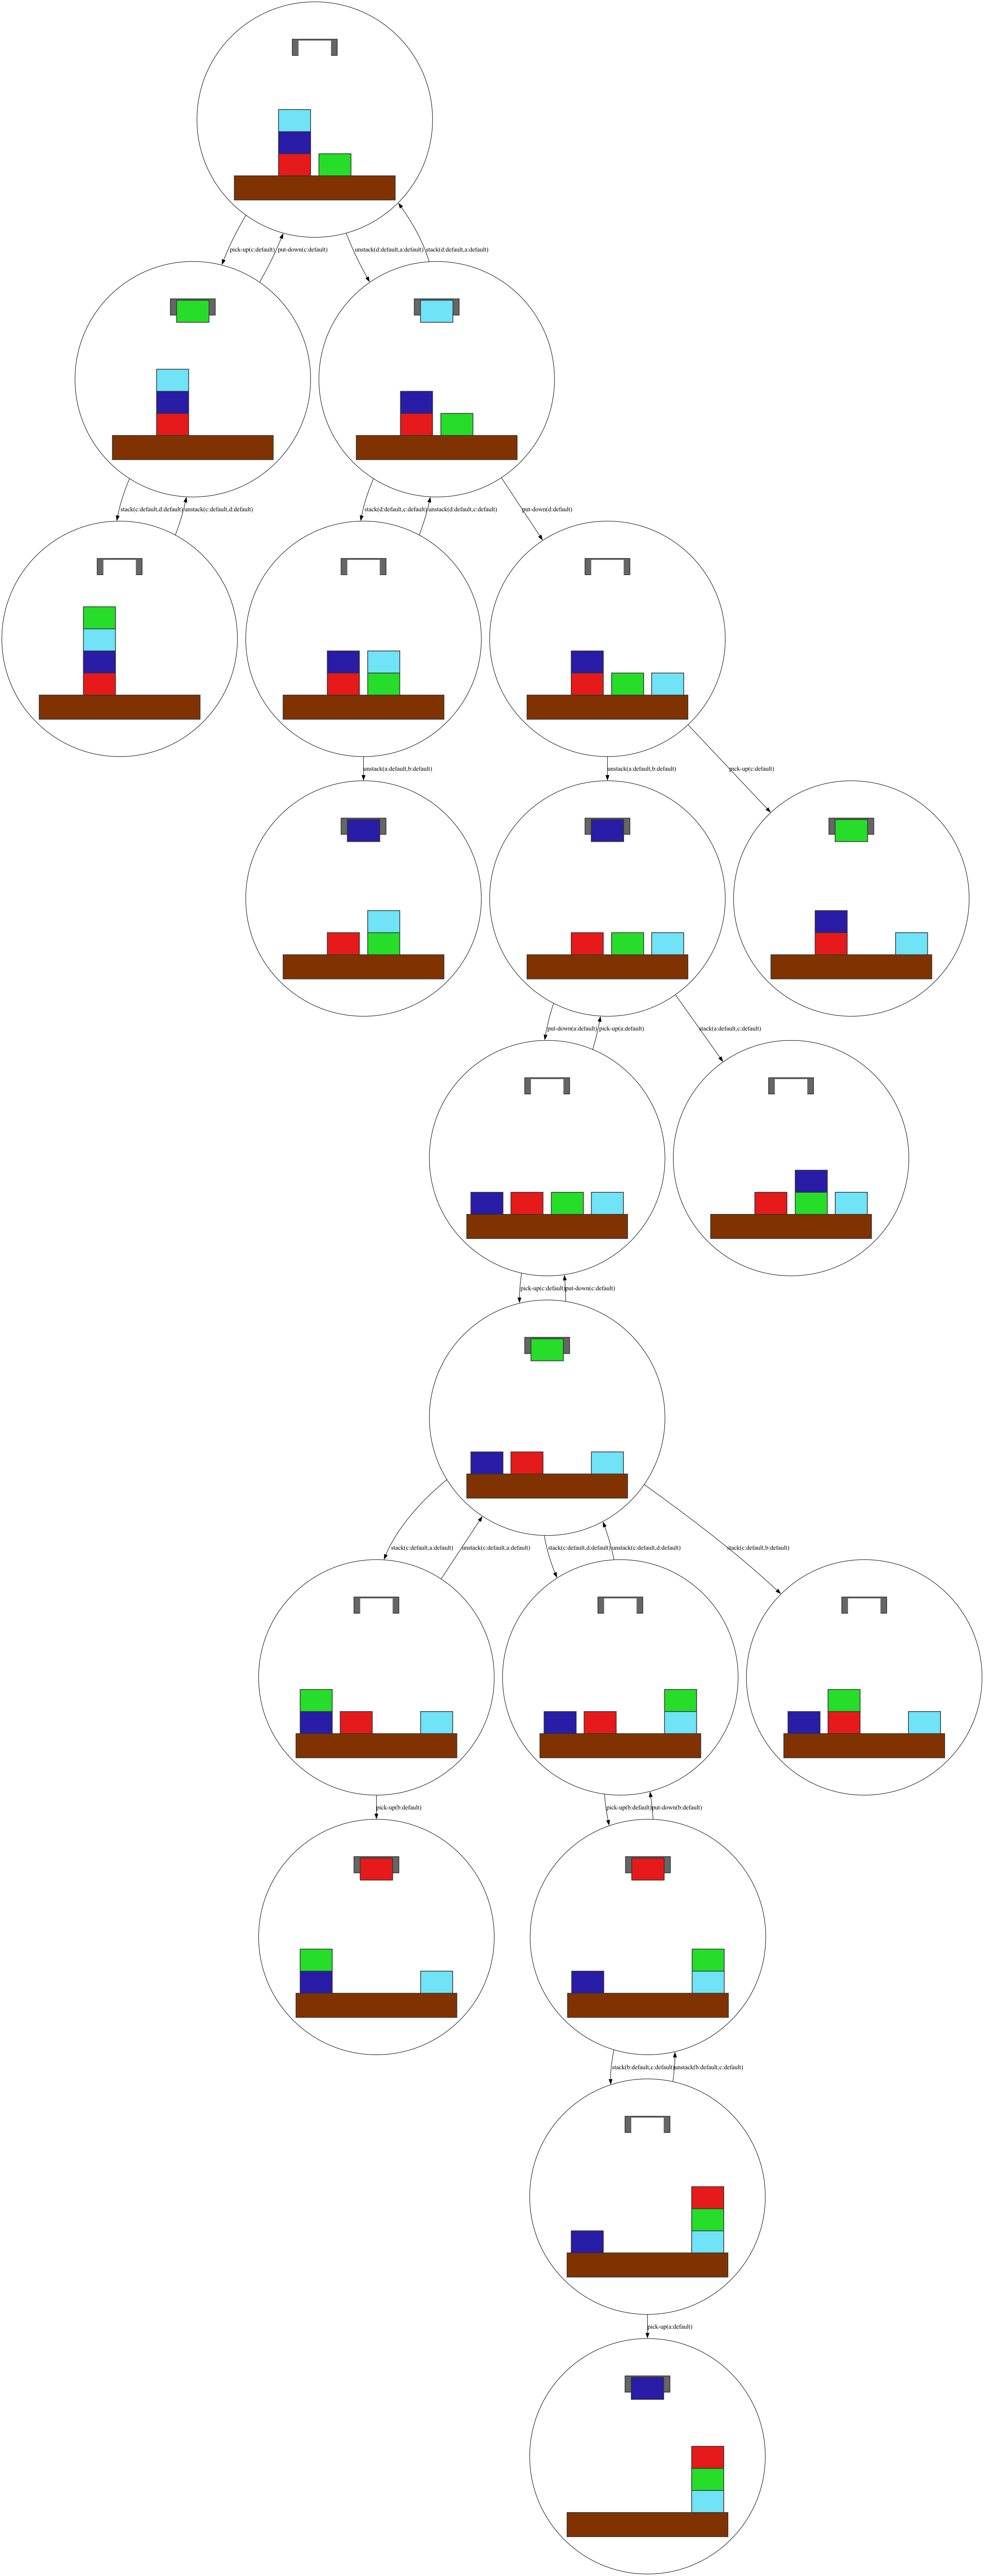 pick-up(c:default)
put-down(c:default)
unstack(d:default,a:default)
stack(d:default,a:default)
stack(c:default,d:default)
unstack(c:default,d:default)
stack(d:default,c:default)
unstack(d:default,c:default)
put-down(d:default)
unstack(a:default,b:default)
unstack(a:default,b:default)
pick-up(c:default)
put-down(a:default)
pick-up(a:default)
stack(a:default,c:default)
pick-up(c:default)
put-down(c:default)
stack(c:default,a:default)
unstack(c:default,a:default)
stack(c:default,d:default)
unstack(c:default,d:default)
stack(c:default,b:default)
pick-up(b:default)
pick-up(b:default)
put-down(b:default)
stack(b:default,c:default)
unstack(b:default,c:default)
pick-up(a:default)